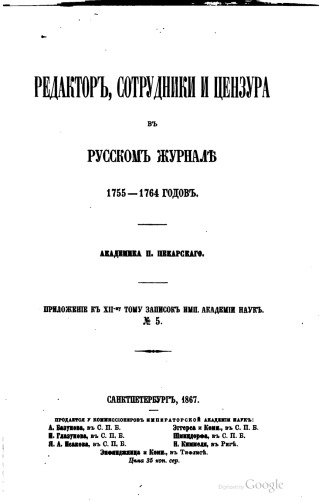 РЕДАКТОРЪ, СОТРУДНИКИ И ЦЕНЗУРА
ВЪ
РУССКОМЪ ЖУРНАЛѢ
1755—1764 ГОДОВЪ.
АКАДЕМИКА П. ПЕКАРСКАГО.
ПРИЛОЖЕНІЕ КЪ XII-му ТОМУ ЗАПИСОКЪ ИМП. АКАДЕМІИ НАУКЪ.
№ 5.
САНКТПЕТЕРБУРГЪ, 1867.
ПРОДАЕТСЯ У КОММИССІОНЕРОВЪ ИМПЕРАТОРСКОЙ АКАДЕМІИ НАУКЪ:
А. Базунова, въ С. П. Б. Эггерса и Комп., въ С. П. Б.
И. Глазунова, въ С. П. Б. Шмицдорфа, въ С. П. Б.
Я. А. Исакова, въ С. П. Б. Н. Киммеля, въ Ригѣ.
Энфяджянца и Комп., въ Тифлисѣ.
Цѣна 35 коп. сер.
Digitized by Google